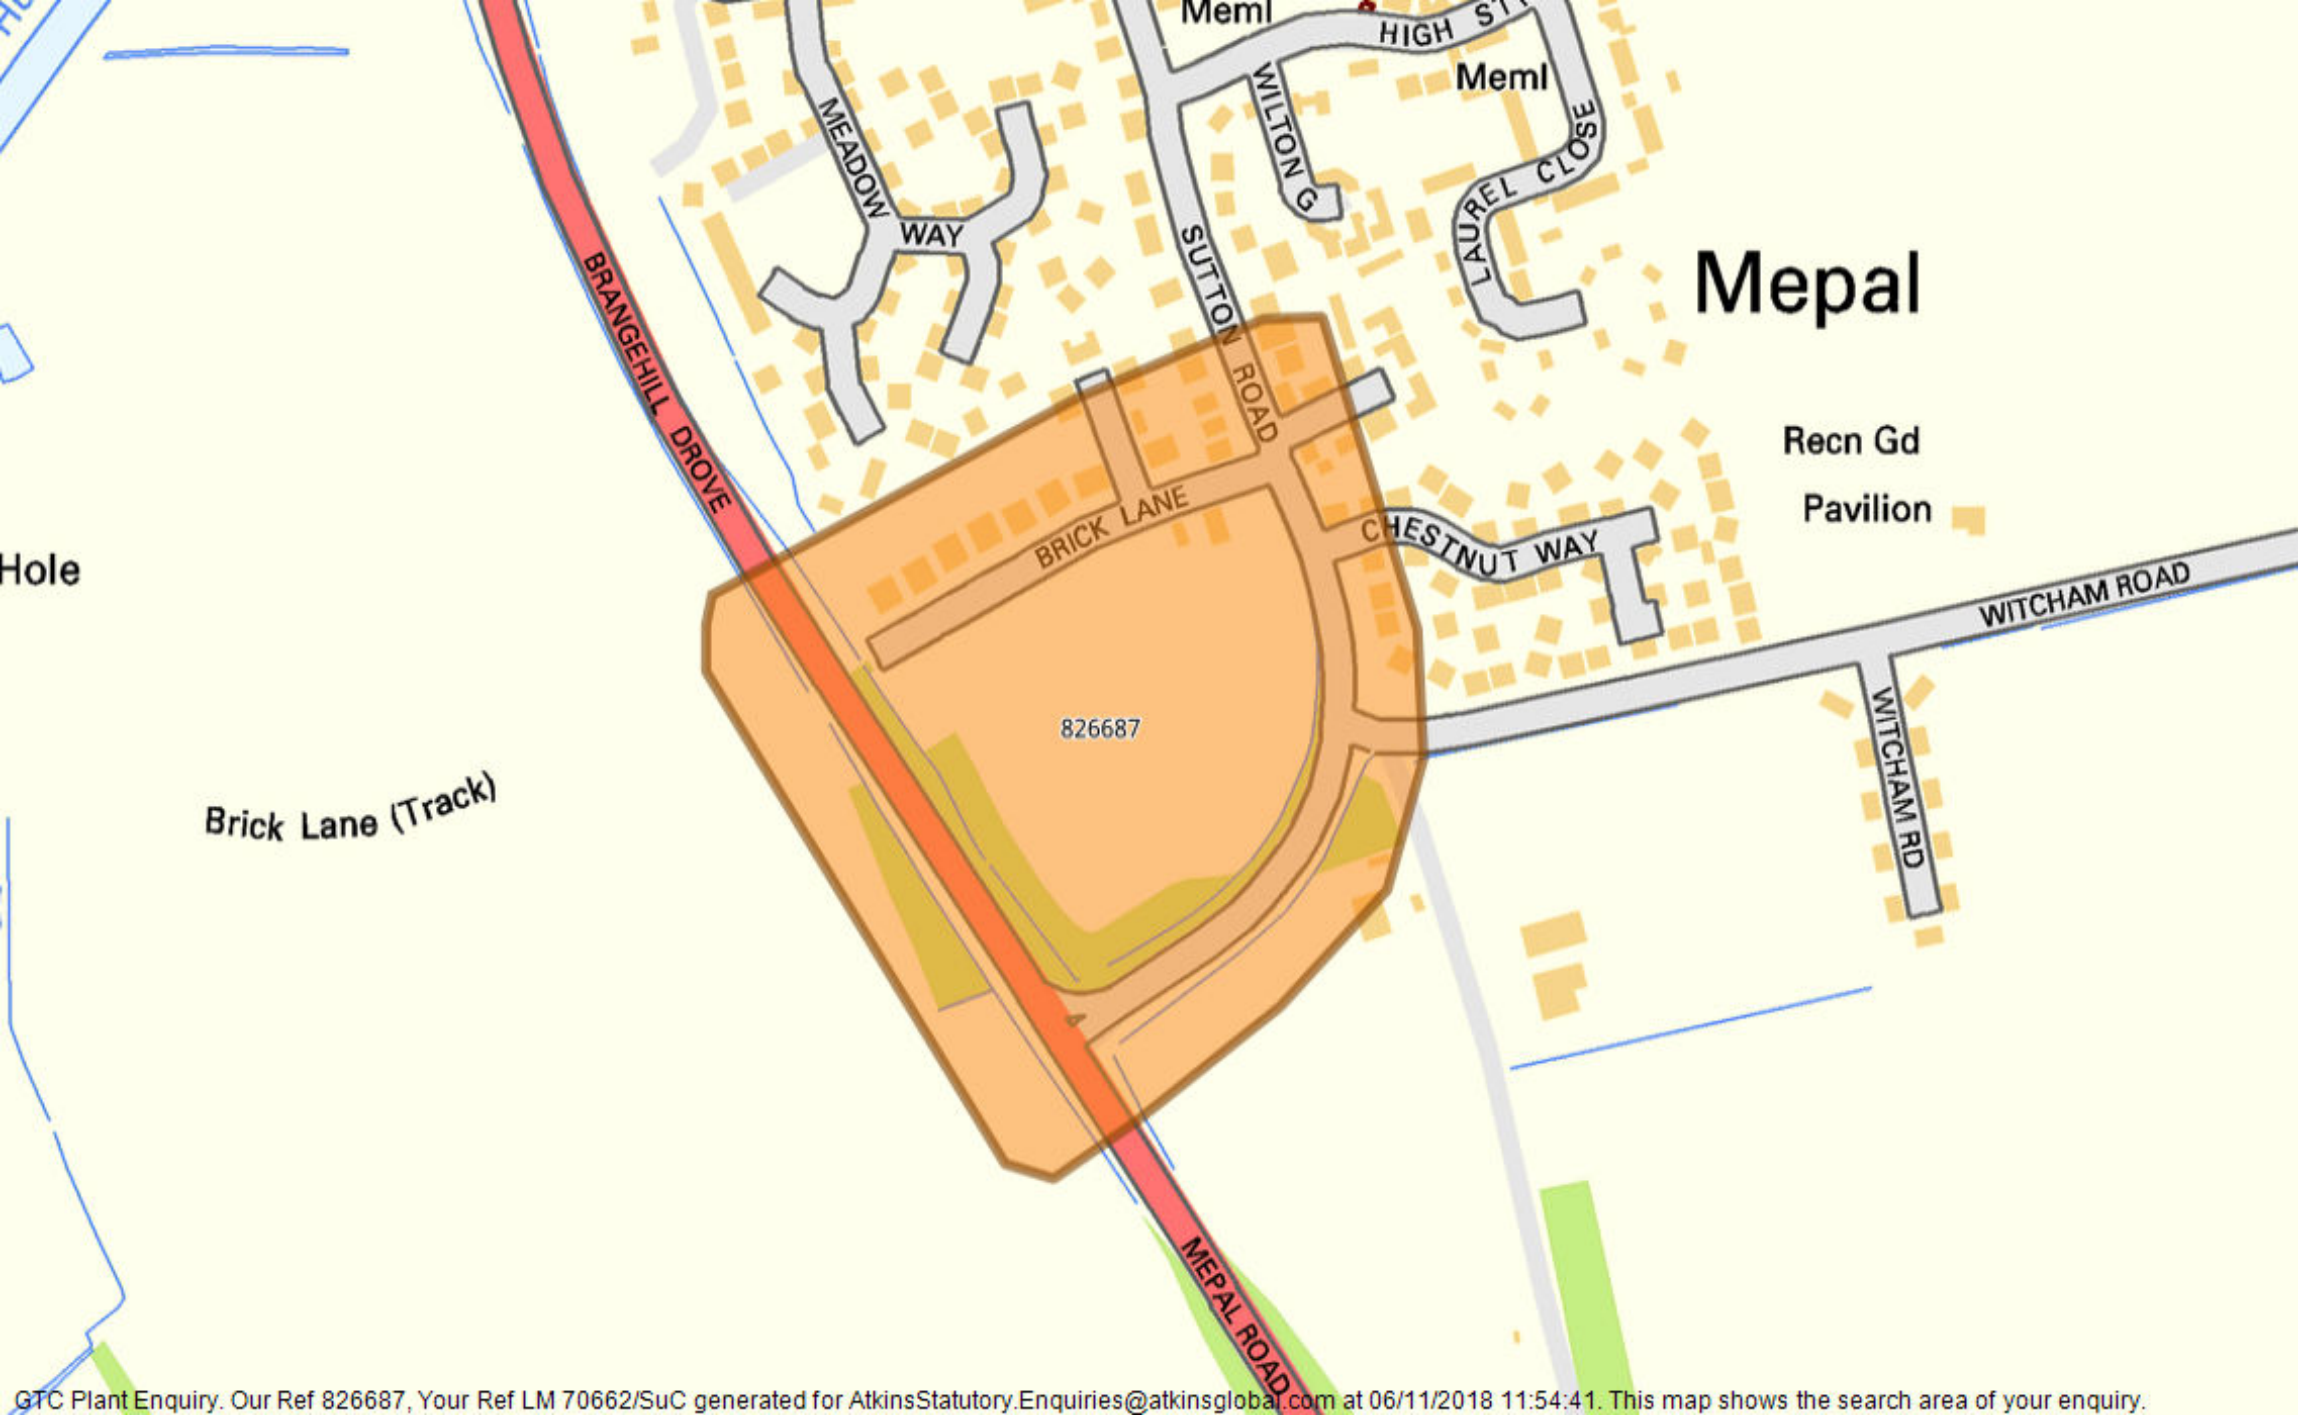 Meml
HIGH ST
Meml
WILTON G
LAUREL CLOSE
MEADOW
WAY
SUTTON ROAD
Mepal
BRANGEHILL DROVE
Recn Gd
Pavilion
BRICK LANE
CHESTNUT WAY
Hole
WITCHAM ROAD
826687
WITCHAM RD
Brick Lane (Track)
MEPAL ROAD
GTC Plant Enquiry. Our Ref 826687, Your Ref LM 70662/SuC generated for AtkinsStatutory.Enquiries@atkinsglobal.com at 06/11/2018 11:54:41. This map shows the search area of your enquiry.